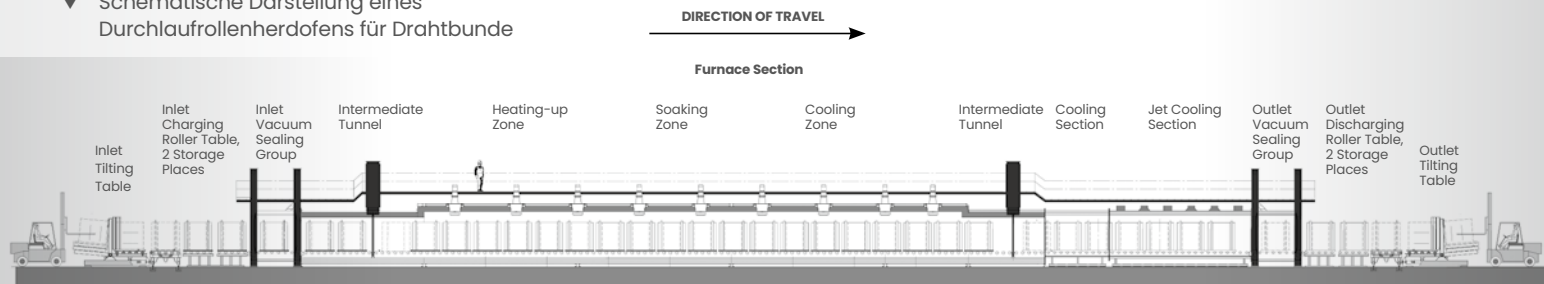 ▼ Schematische Darstellung eines
Durchlaufrollenherdofens für Drahtbunde
DIRECTION OF TRAVEL
Furnace Section
Inlet
Tilting
Table
Inlet
Charging
Roller Table,
2 Storage
Places
Inlet
Vacuum
Sealing
Group
Intermediate
Tunnel
Heating-up
Zone
Soaking
Zone
Cooling
Zone
Intermediate
Tunnel
Cooling
Section
Jet Cooling
Section
Outlet
Vacuum
Sealing
Group
Outlet
Discharging
Roller Table,
2 Storage
Places
Outlet
Tilting
Table